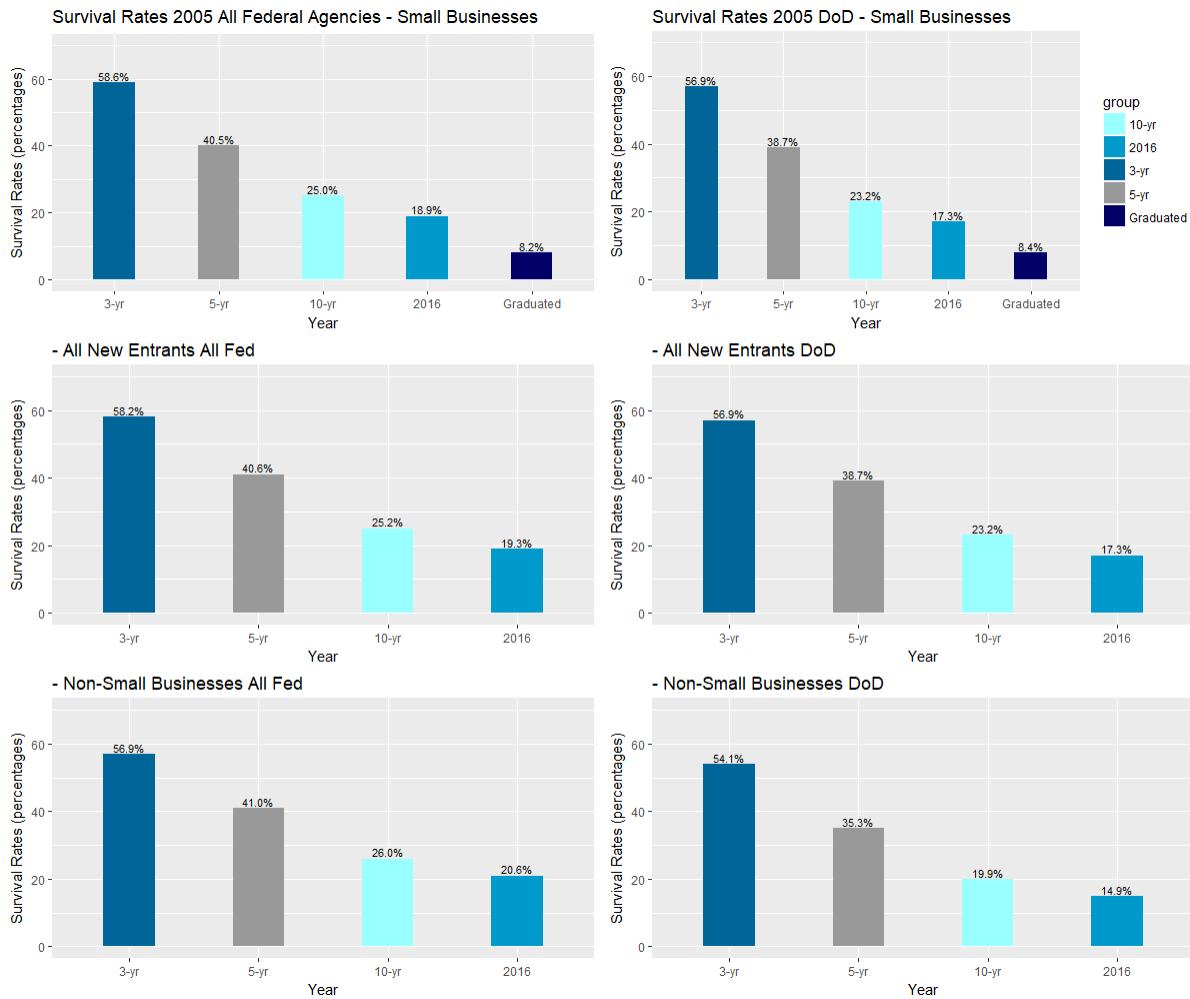 Survival Rates 2005 All Federal Agencies - Small Businesses
Survival Rates (percentages)
60
40
20
0
58.6%
40.5%
25.0%
18.9%
8.2%
3-yr
5-yr
10-yr
2016
Graduated
Year
Survival Rates 2005 DoD - Small Businesses
Survival Rates (percentages)
60
40
20
0
56.9%
38.7%
23.2%
17.3%
8.4%
3-yr
5-yr
10-yr
2016
Graduated
Year
group
10-yr
2016
3-yr
5-yr
Graduated
- All New Entrants All Fed
Survival Rates (percentages)
60
40
20
0
58.2%
40.6%
25.2%
19.3%
3-yr
5-yr
10-yr
2016
Year
- All New Entrants DoD
Survival Rates (percentages)
60
40
20
0
56.9%
38.7%
23.2%
17.3%
3-yr
5-yr
10-yr
2016
Year
- Non-Small Businesses All Fed
Survival Rates (percentages)
60
40
20
0
56.9%
41.0%
26.0%
20.6%
3-yr
5-yr
10-yr
2016
Year
- Non-Small Businesses DoD
Survival Rates (percentages)
60
40
20
0
54.1%
35.3%
19.9%
14.9%
3-yr
5-yr
10-yr
2016
Year